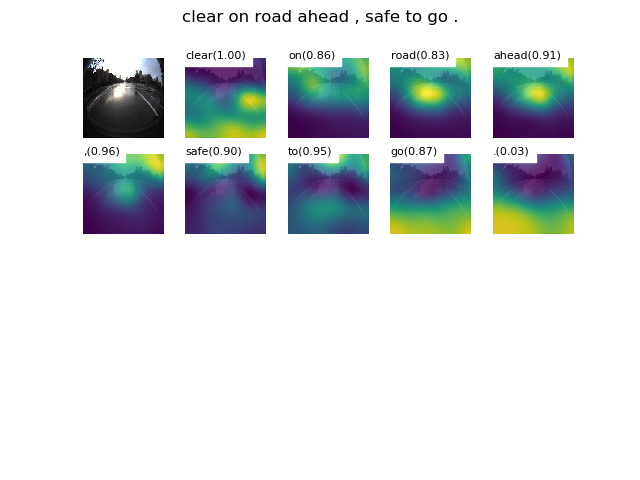 clear on road ahead , safe to go .
clear(1.00) on(0.86) road(0.83) ahead(0.91)
,(0.96) safe(0.90) to(0.95) go(0.87) .(0.03)